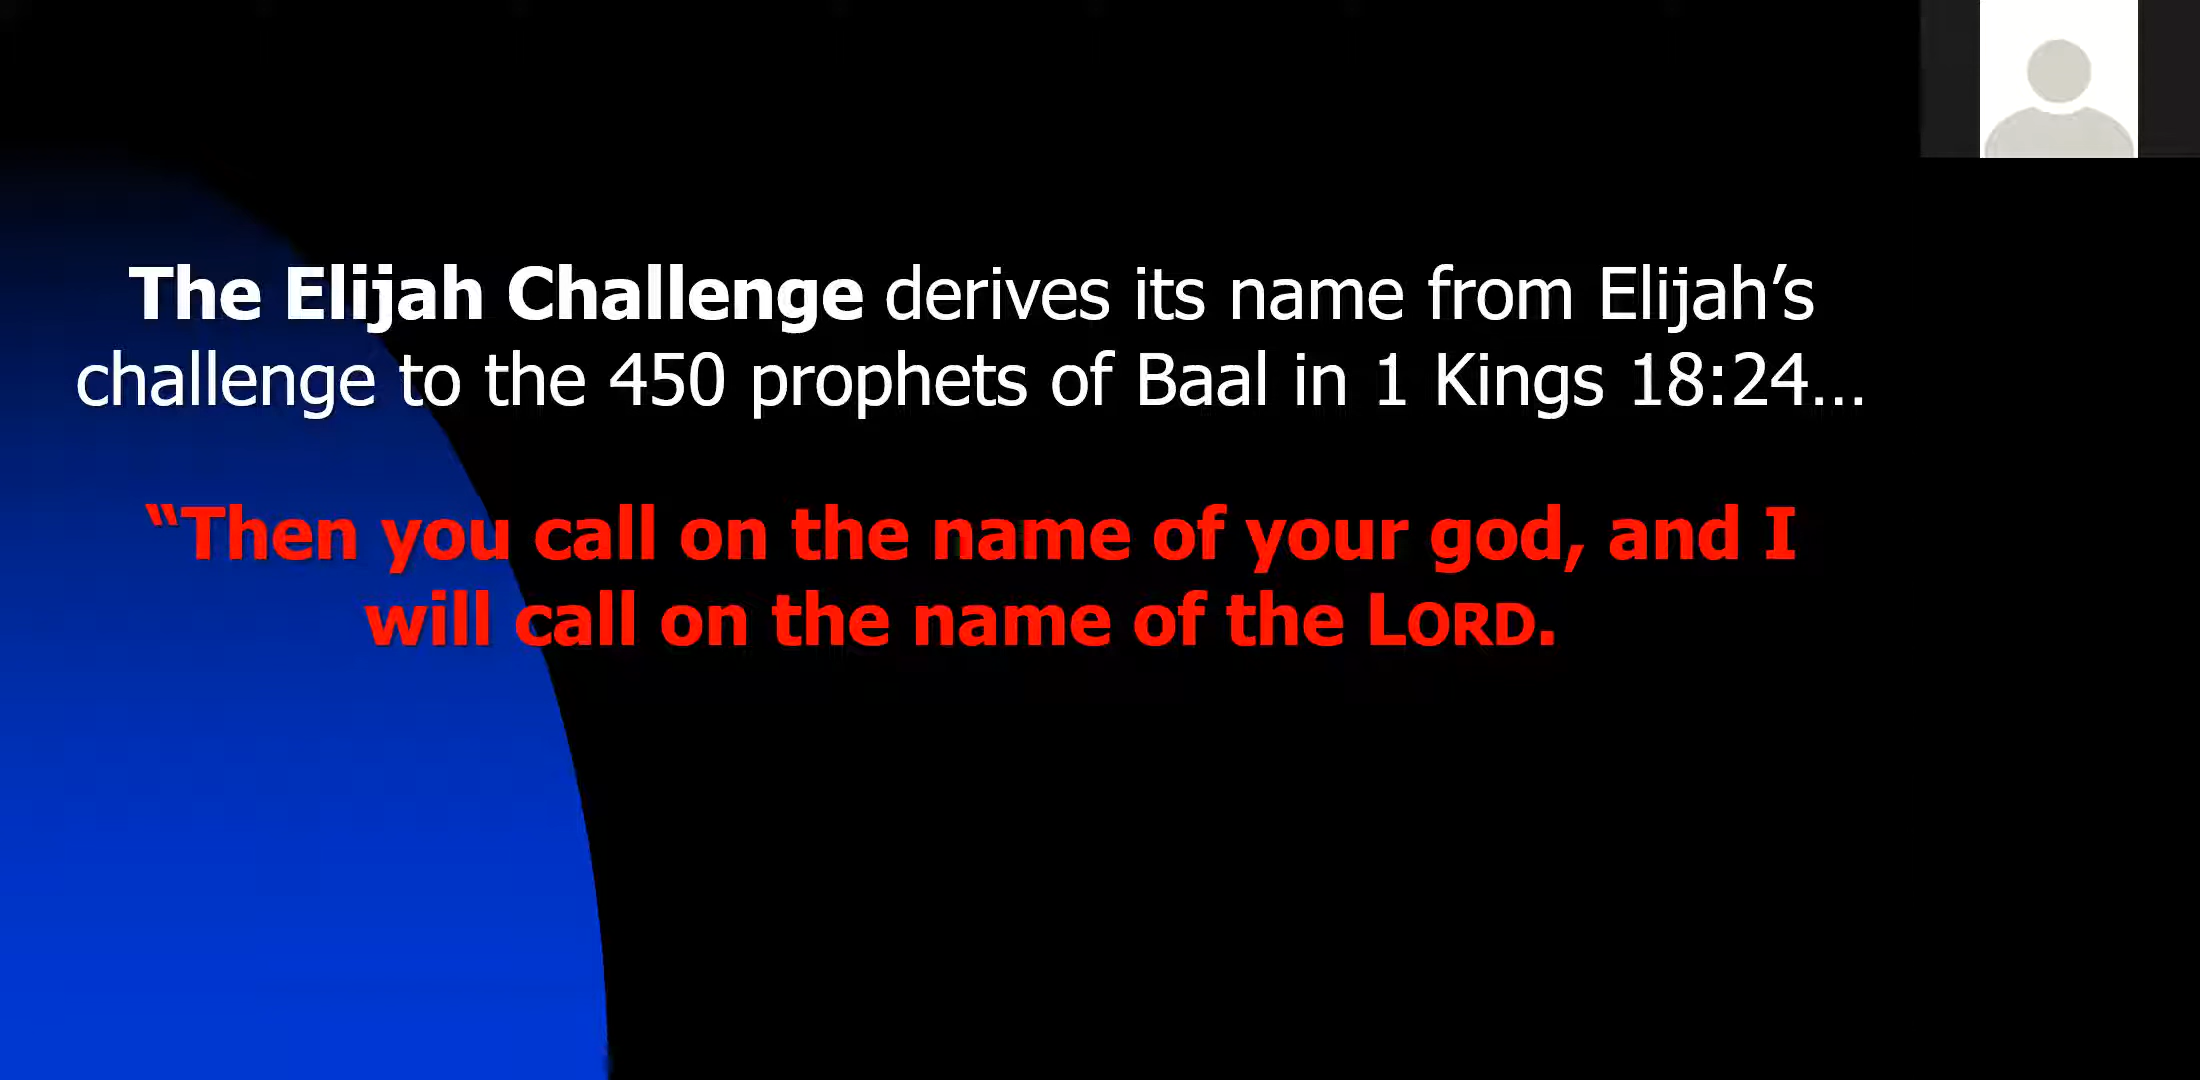 The Elijah Challenge derives its name from Elijah’s
challenge to the 450 prophets of Baal in 1 Kings 18:24…
“Then you call on the name of your god, and I
will call on the name of the LORD.